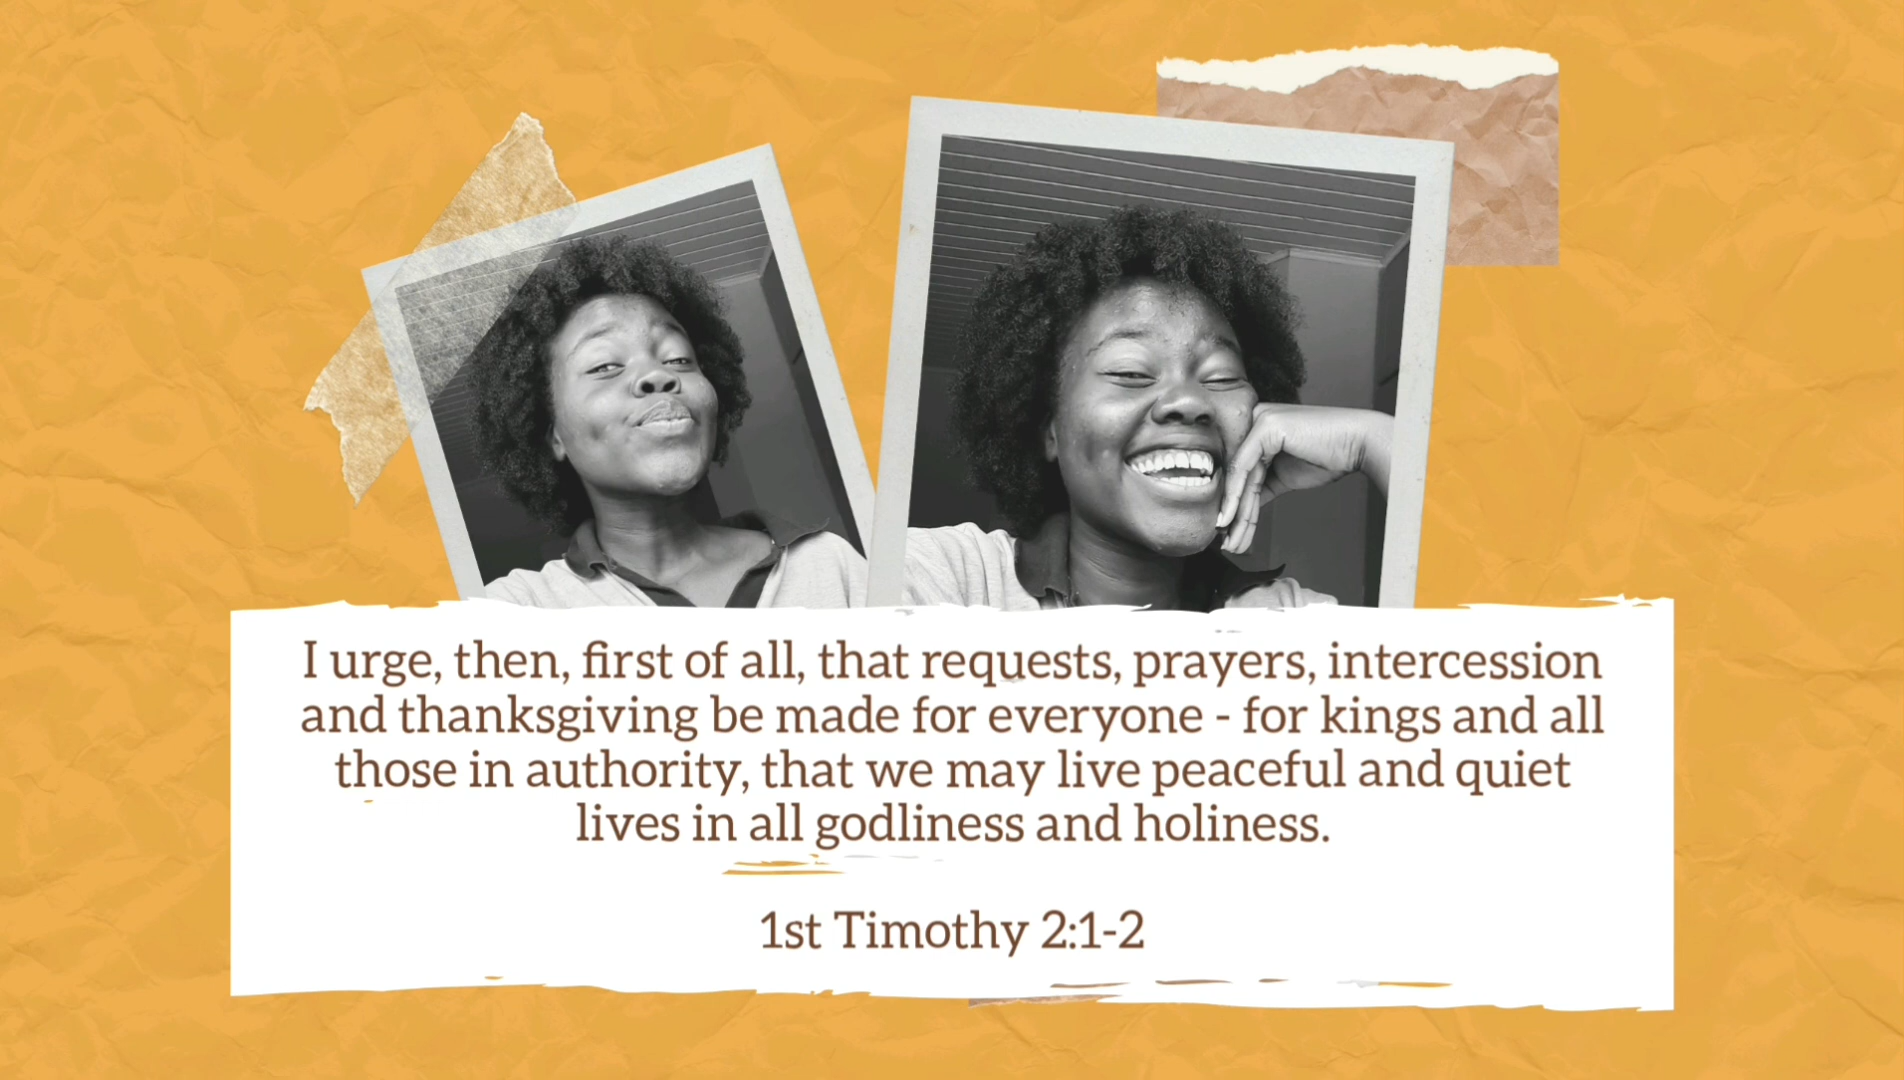 I urge, then, first of all, that requests, prayers, intercession
and thanksgiving be made for everyone - for kings and all
those in authority, that we may live peaceful and quiet
lives in all godliness and holiness.
1st Timothy 2:1-2